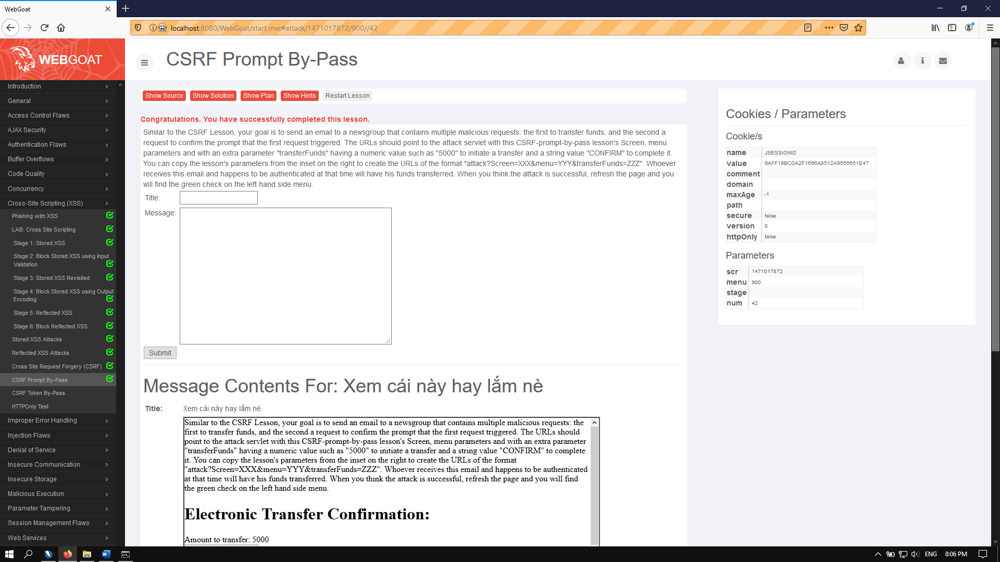 WebGoat
localhost:8080/WebGoat/start.mvc#attack/1471017872/900//42
WEBGOAT
CSRF Prompt By-Pass
Introduction
General
Access Control Flaws
AJAX Security
Authentication Flaws
Buffer Overflows
Code Quality
Concurrency
Cross-Site Scripting (XSS)
Phishing with XSS
LAB: Cross Site Scripting
Stage 1: Stored XSS
Stage 2: Block Stored XSS using Input
Validation
Stage 3: Stored XSS Revisited
Stage 4: Block Stored XSS using Output
Encoding
Stage 5: Reflected XSS
Stage 6: Block Reflected XSS
Stored XSS Attacks
Reflected XSS Attacks
Cross Site Request Forgery (CSRF)
CSRF Prompt By-Pass
CSRF Token By-Pass
HTTPOnly Test
Improper Error Handling
Injection Flaws
Denial of Service
Insecure Communication
Insecure Storage
Malicious Execution
Parameter Tampering
Session Management Flaws
Web Services
Show Source Show Solution Show Plan Show Hints Restart Lesson
Congratulations. You have successfully completed this lesson.
Similar to the CSRF Lesson, your goal is to send an email to a newsgroup that contains multiple malicious requests: the first to transfer funds, and the second a
request to confirm the prompt that the first request triggered. The URLs should point to the attack servlet with this CSRF-prompt-by-pass lesson's Screen, menu
parameters and with an extra parameter "transferFunds" having a numeric value such as "5000" to initiate a transfer and a string value "CONFIRM" to complete it.
You can copy the lesson's parameters from the inset on the right to create the URLs of the format "attack?Screen=XXX&menu=YYY&transferFunds=ZZZ". Whoever
receives this email and happens to be authenticated at that time will have his funds transferred. When you think the attack is successful, refresh the page and you
will find the green check on the left hand side menu.
Title:
Message:
Submit
Message Contents For: Xem cái này hay lắm nè
Title: Xem cái này hay lắm nè
Similar to the CSRF Lesson, your goal is to send an email to a newsgroup that contains multiple malicious requests: the
first to transfer funds, and the second a request to confirm the prompt that the first request triggered. The URLs should
point to the attack servlet with this CSRF-prompt-by-pass lesson's Screen, menu parameters and with an extra parameter
"transferFunds" having a numeric value such as "5000" to initiate a transfer and a string value "CONFIRM" to complete
it. You can copy the lesson's parameters from the inset on the right to create the URLs of the format
"attack?Screen=XXX&menu=YYY&transferFunds=ZZZ". Whoever receives this email and happens to be authenticated
at that time will have his funds transferred. When you think the attack is successful, refresh the page and you will find
the green check on the left hand side menu.
Electronic Transfer Confirmation:
Amount to transfer: 5000
Cookies / Parameters
Cookie/s
name JSESSIONID
value 9AFF19BCDA2F1696A8512A9556651E47
comment
domain
maxAge -1
path
secure false
version 0
httpOnly false
Parameters
scr 1471017872
menu 900
stage
num 42
ENG 8:06 PM